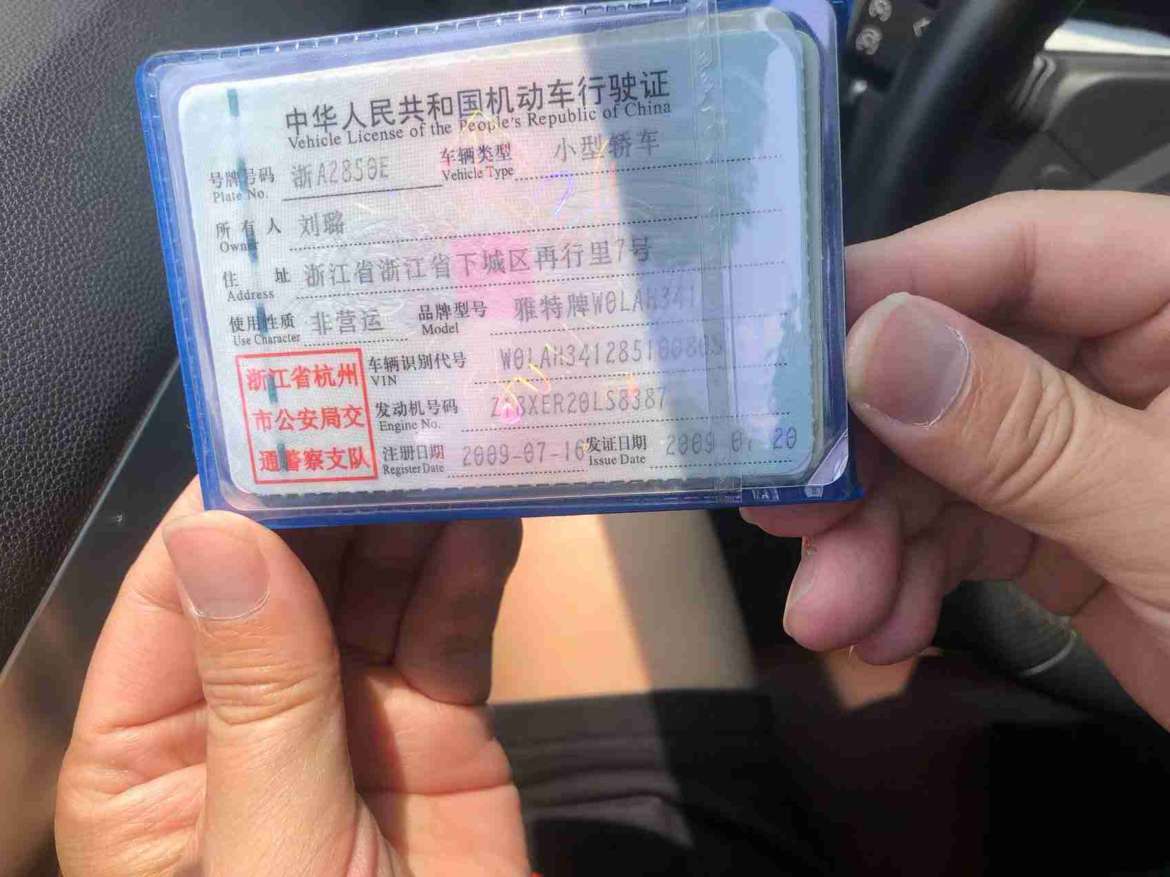 中华人民共和国机动车行驶证
Vehicle License of the People's Republic of China
号牌号码 浙A2850E 车辆类型 小型轿车
Plate No. Vehicle Type
所有人 刘璐
Owner
住址 浙江省浙江省下城区再行里7号
Address
使用性质 非营运 品牌型号 雅特牌W0LAH341
Use Character Model
浙江省杭州
市公安局交
通警察支队
车辆识别代号
VIN
发动机号码
Engine No.
注册日期 2009-07-16 发证日期 2009 07 20
Register Date Issue Date